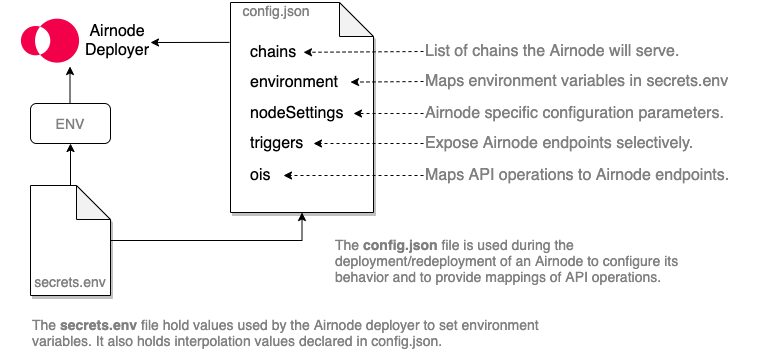 config.json
Airnode
Deployer
chains
List of chains the Airnode will serve.
environment
Maps environment variables in secrets.env
nodeSettings
Airnode specific configuration parameters.
triggers
Expose Airnode endpoints selectively.
ois
Maps API operations to Airnode endpoints.
ENV
secrets.env
The config.json file is used during the
deployment/redeployment of an Airnode to configure its
behavior and to provide mappings of API operations.
The secrets.env file hold values used by the Airnode deployer to set environment
variables. It also holds interpolation values declared in config.json.